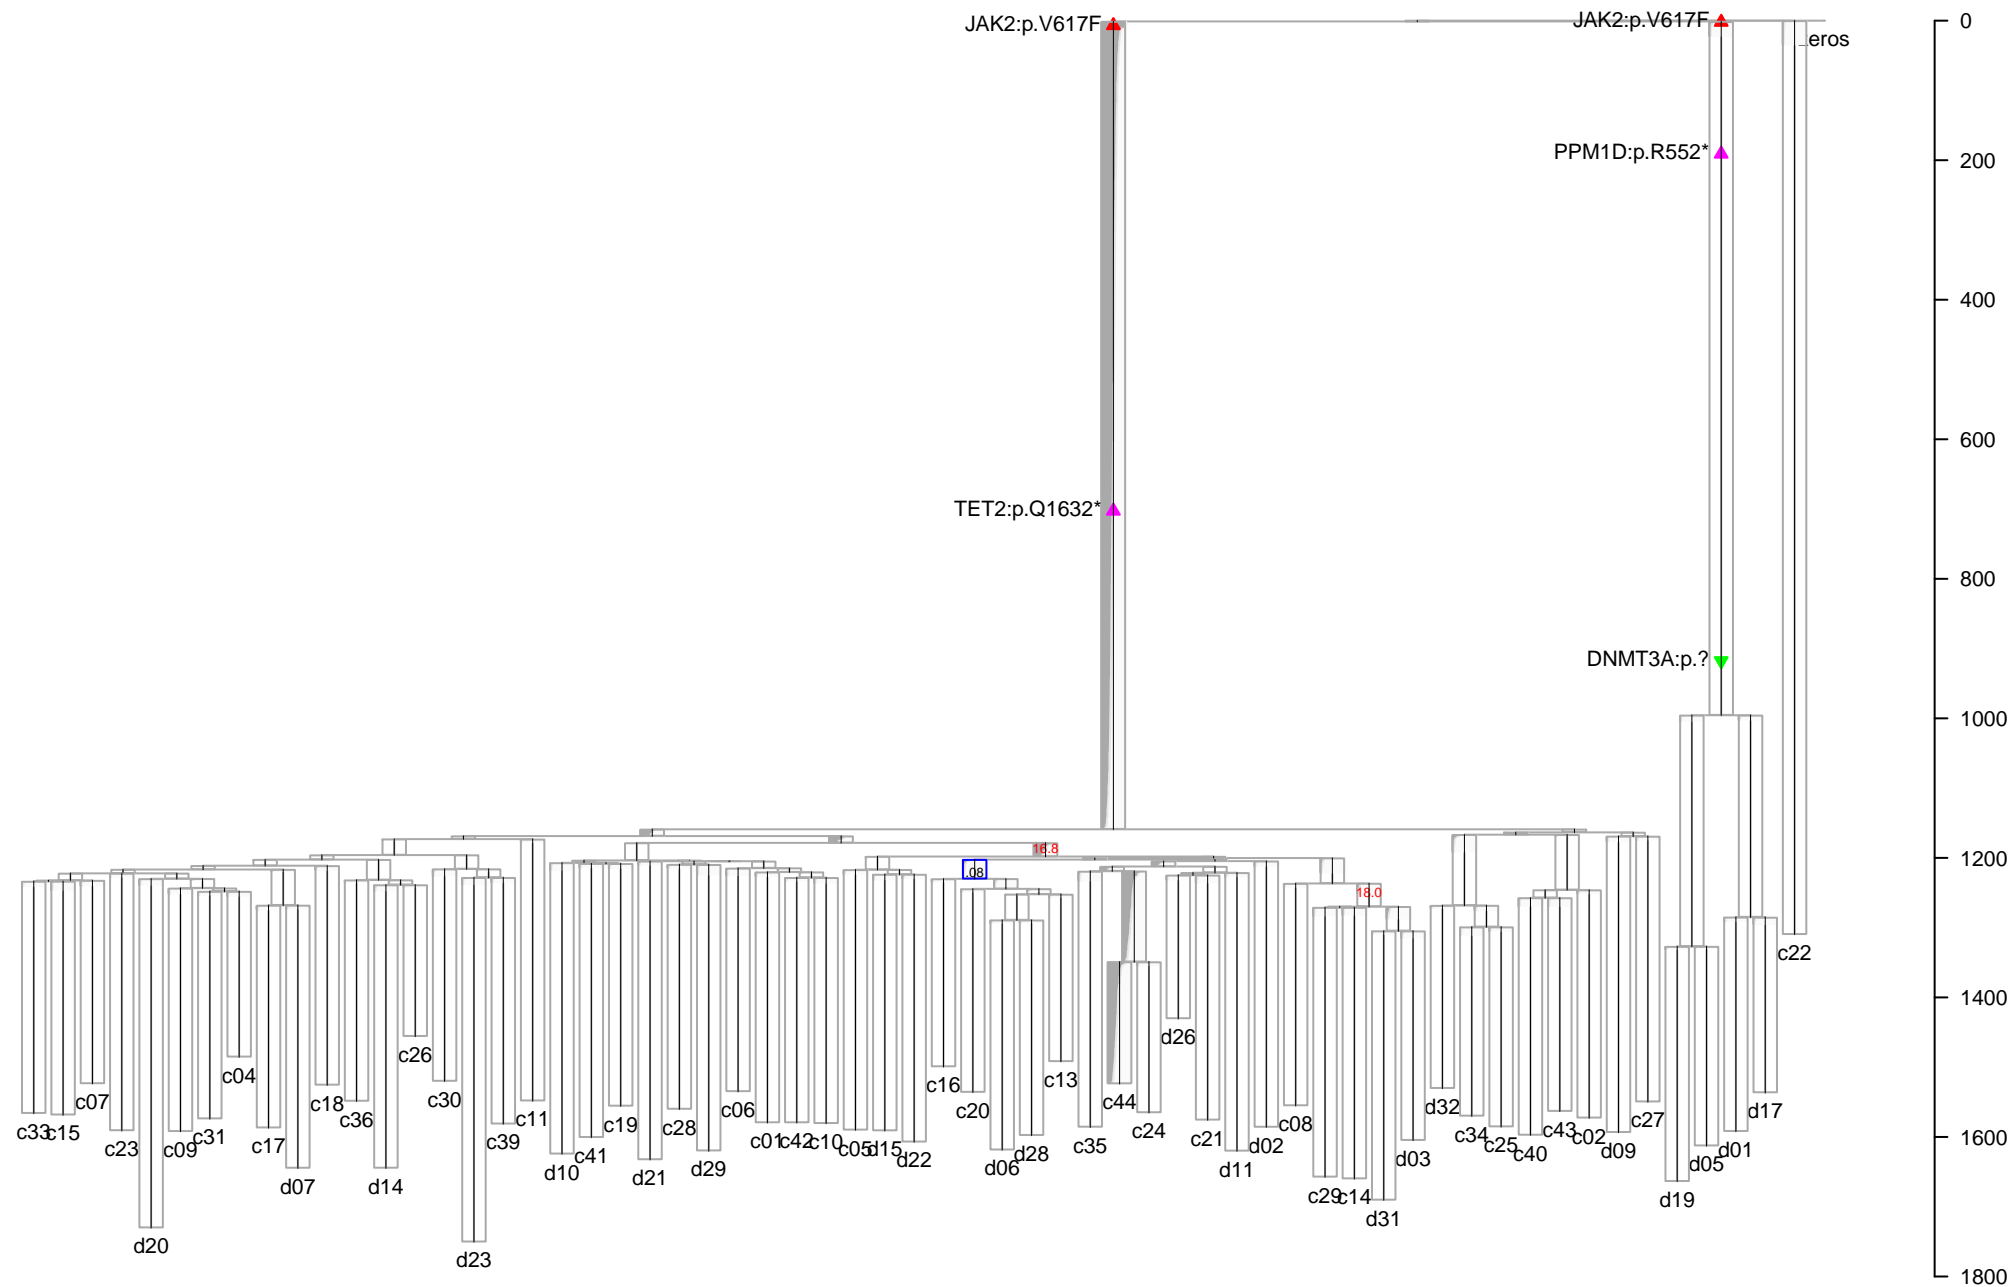 JAK2:p.V617F
JAK2:p.V617F
0
_eros
PPM1D:p.R552*
200
400
TET2:p.Q1632*
600
DNMT3A:p.?
800
1000
16.8
.08
1200
18.0
c22
1400
c33
c15
c07
c23
d20
c09
c31
c04
c17
d07
c18
c36
d14
c26
c30
d23
c39
c11
d10
c41
c19
d21
c28
d29
c06
c01
c42
c10
c05
d15
d22
c16
c20
d06
d28
c13
c35
c44
c24
d26
c21
d11
d02
c08
c29
c14
d31
d03
d32
c34
c25
c40
c43
c02
d09
c27
d19
d05
d01
d17
1600
1800